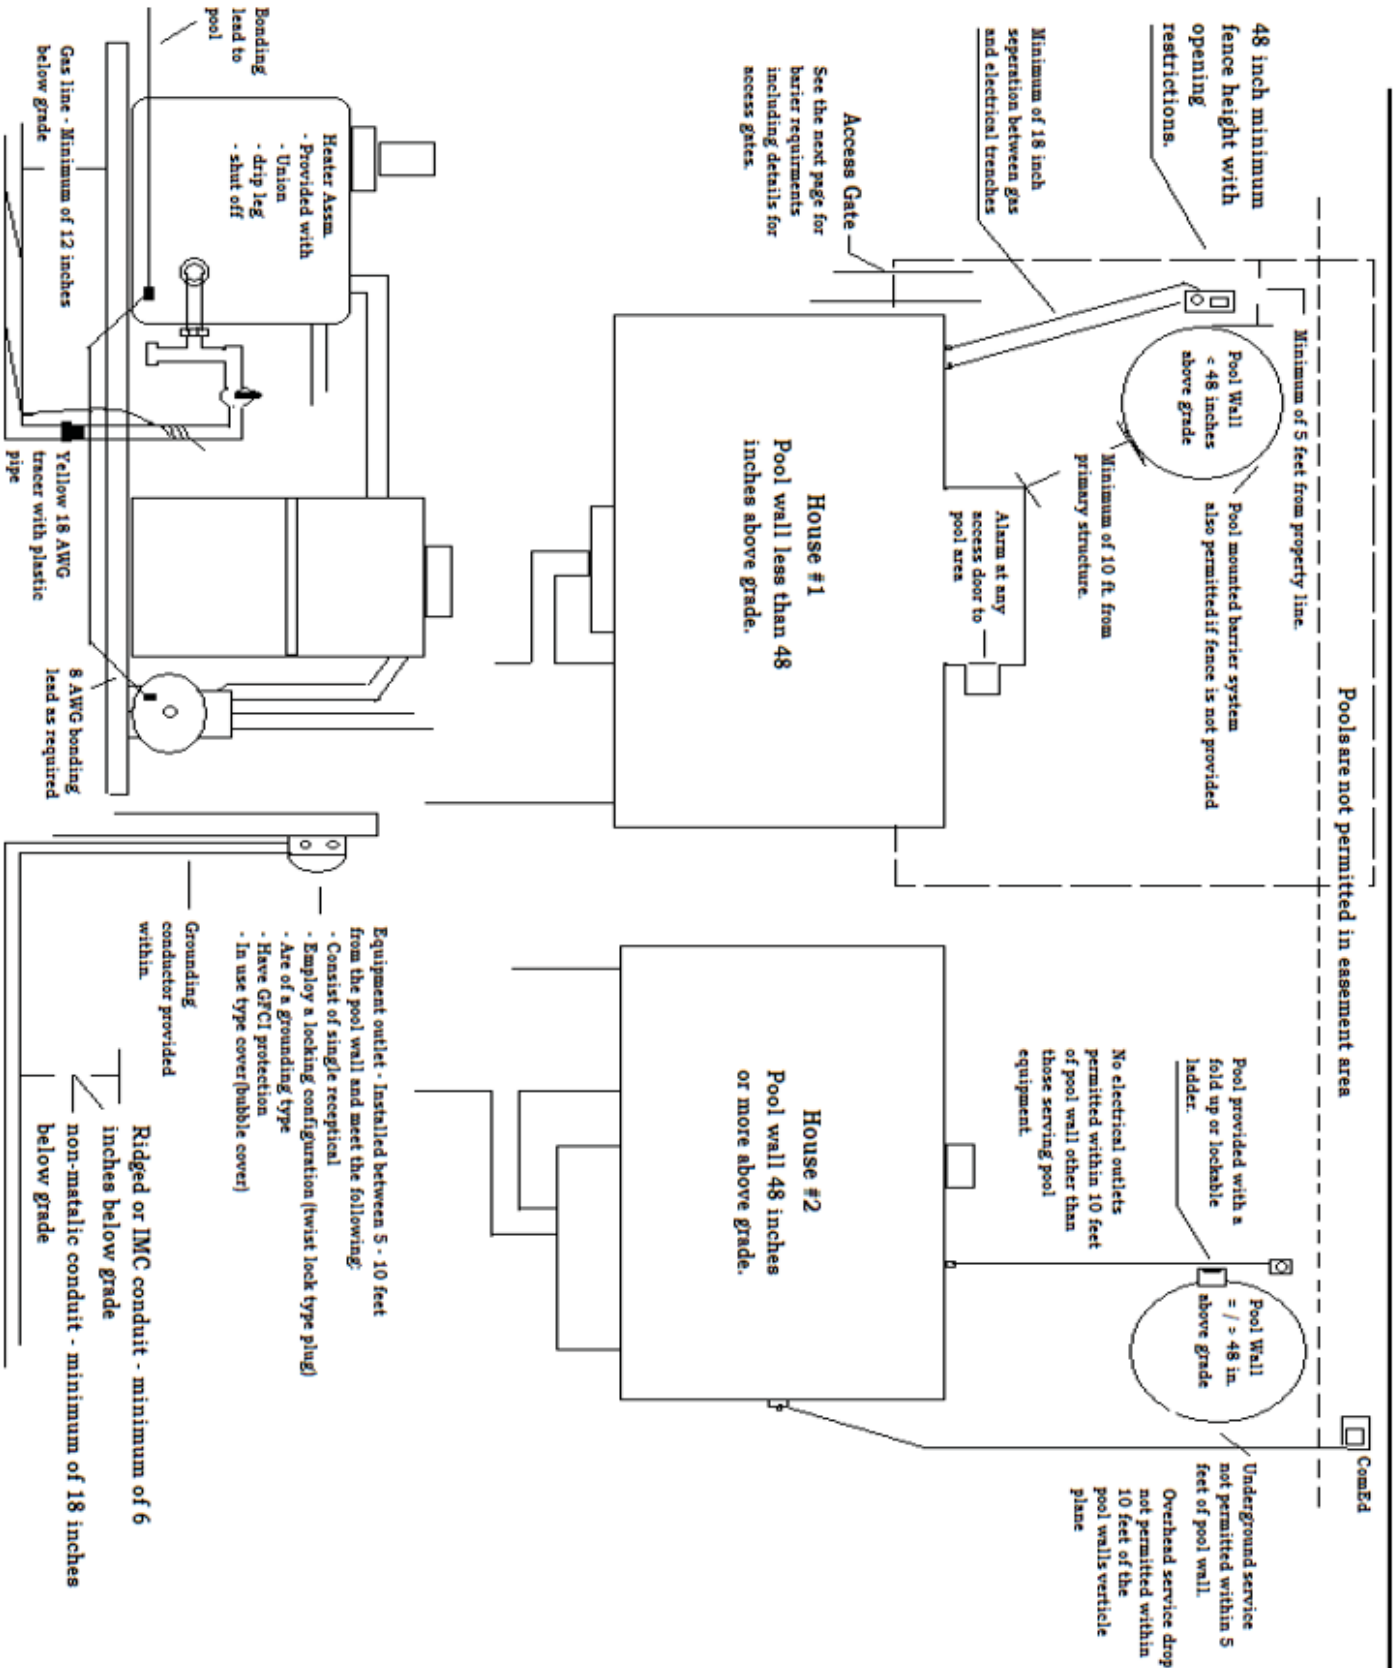 Pools are not permitted in easement area
ComEd
48 inch minimum
fence height with
opening
restrictions.
Minimum of 5 feet from property line.
Pool Wall
< 48 inches
above grade
Pool mounted barrier system
also permitted if fence is not provided
Minimum of 18 inch
seperation between gas
and electrical trenches
Minimum of 10 ft. from
primary structure.
Alarm at any
access door to
pool area
Access Gate
See the next page for
barier requirments
including details for
access gates.
House #1
Pool wall less than 48
inches above grade.
Pool provided with a
fold up or lockable
ladder.
Pool Wall
= / > 48 in.
above grade
Underground service
not permitted within 5
feet of pool wall.
Overhead service drop
not permitted within
10 feet of the
pool walls verticle
plane
No electrical outlets
permitted within 10 feet
of pool wall other than
those serving pool
equipment
House #2
Pool wall 48 inches
or more above grade.
Bonding
lead to
pool
Heater Assm.
- Provided with
- Union
- drip leg
- shut off
Gas line - Minimum of 12 inches
below grade
Yellow 18 AWG
tracer with plastic
pipe
8 AWG bonding
lead as required
Equipment outlet - Installed between 5 - 10 feet
from the pool wall and meet the following:
- Consist of single receptical
- Employ a locking configuration (twist lock type plug)
- Are of a grounding type
- Have GFCI protection
- In use type cover (bubble cover)
Grounding
conductor provided
within.
Ridged or IMC conduit - minimum of 6
inches below grade
non-matalic conduit - minimum of 18 inches
below grade